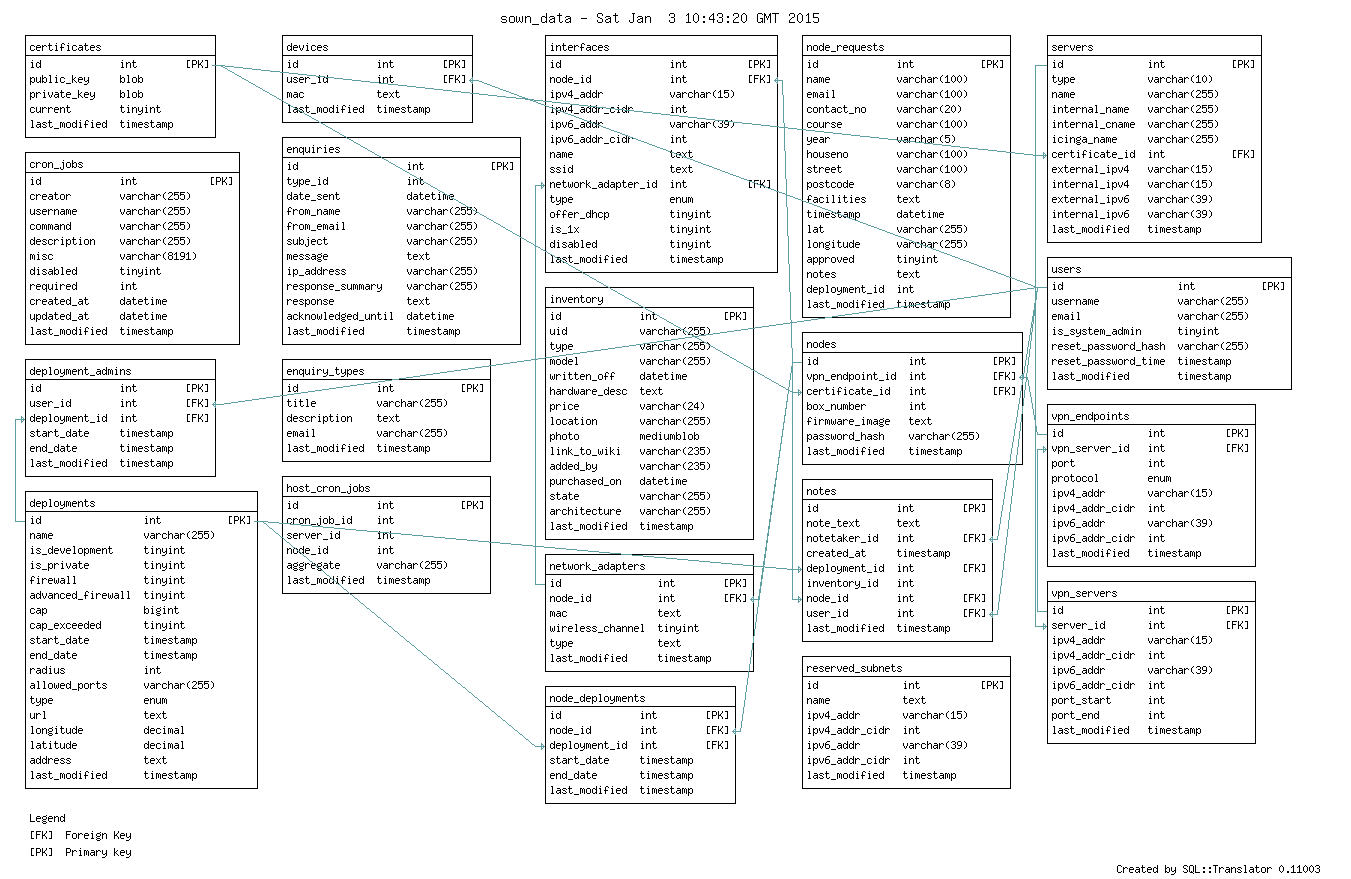 sown_data - Sat Jan  3 10:43:20 GMT 2015
certificates
id int [PK]
public_key blob
private_key blob
current tinyint
last_modified timestamp
cron_jobs
id int [PK]
creator varchar(255)
username varchar(255)
command varchar(255)
description varchar(255)
misc varchar(8191)
disabled tinyint
required int
created_at datetime
updated_at datetime
last_modified timestamp
deployment_admins
id int [PK]
user_id int [FK]
deployment_id int [FK]
start_date timestamp
end_date timestamp
last_modified timestamp
deployments
id int [PK]
name varchar(255)
is_development tinyint
is_private tinyint
firewall tinyint
advanced_firewall tinyint
cap bigint
cap_exceeded tinyint
start_date timestamp
end_date timestamp
radius int
allowed_ports varchar(255)
type enum
url text
longitude decimal
latitude decimal
address text
last_modified timestamp
devices
id int [PK]
user_id int [FK]
mac text
last_modified timestamp
enquiries
id int [PK]
type_id int
date_sent datetime
from_name varchar(255)
from_email varchar(255)
subject varchar(255)
message text
ip_address varchar(255)
response_summary varchar(255)
response text
acknowledged_until datetime
last_modified timestamp
enquiry_types
id int [PK]
title varchar(255)
description text
email varchar(255)
last_modified timestamp
host_cron_jobs
id int [PK]
cron_job_id int
server_id int
node_id int
aggregate varchar(255)
last_modified timestamp
interfaces
id int [PK]
node_id int [FK]
ipv4_addr varchar(15)
ipv4_addr_cidr int
ipv6_addr varchar(39)
ipv6_addr_cidr int
name text
ssid text
network_adapter_id int [FK]
type enum
offer_dhcp tinyint
is_1x tinyint
disabled tinyint
last_modified timestamp
inventory
id int [PK]
uid varchar(255)
type varchar(255)
model varchar(255)
written_off datetime
hardware_desc text
price varchar(24)
location varchar(255)
photo mediumblob
link_to_wiki varchar(235)
added_by varchar(235)
purchased_on datetime
state varchar(255)
architecture varchar(255)
last_modified timestamp
network_adapters
id int [PK]
node_id int [FK]
mac text
wireless_channel tinyint
type text
last_modified timestamp
node_deployments
id int [PK]
node_id int [FK]
deployment_id int [FK]
start_date timestamp
end_date timestamp
last_modified timestamp
node_requests
id int [PK]
name varchar(100)
email varchar(100)
contact_no varchar(20)
course varchar(100)
year varchar(5)
houseno varchar(100)
street varchar(100)
postcode varchar(8)
facilities text
timestamp datetime
lat varchar(255)
longitude varchar(255)
approved tinyint
notes text
deployment_id int
last_modified timestamp
nodes
id int [PK]
vpn_endpoint_id int [FK]
certificate_id int [FK]
box_number int
firmware_image text
password_hash varchar(255)
last_modified timestamp
notes
id int [PK]
note_text text
notetaker_id int [FK]
created_at timestamp
deployment_id int [FK]
inventory_id int
node_id int [FK]
user_id int [FK]
last_modified timestamp
reserved_subnets
id int [PK]
name text
ipv4_addr varchar(15)
ipv4_addr_cidr int
ipv6_addr varchar(39)
ipv6_addr_cidr int
last_modified timestamp
servers
id int [PK]
type varchar(10)
name varchar(255)
internal_name varchar(255)
internal_cname varchar(255)
icinga_name varchar(255)
certificate_id int [FK]
external_ipv4 varchar(15)
internal_ipv4 varchar(15)
external_ipv6 varchar(39)
internal_ipv6 varchar(39)
last_modified timestamp
users
id int [PK]
username varchar(255)
email varchar(255)
is_system_admin tinyint
reset_password_hash varchar(255)
reset_password_time timestamp
last_modified timestamp
vpn_endpoints
id int [PK]
vpn_server_id int [FK]
port int
protocol enum
ipv4_addr varchar(15)
ipv4_addr_cidr int
ipv6_addr varchar(39)
ipv6_addr_cidr int
last_modified timestamp
vpn_servers
id int [PK]
server_id int [FK]
ipv4_addr varchar(15)
ipv4_addr_cidr int
ipv6_addr varchar(39)
ipv6_addr_cidr int
port_start int
port_end int
last_modified timestamp
Legend
[FK] Foreign Key
[PK] Primary key
Created by SQL::Translator 0.11003